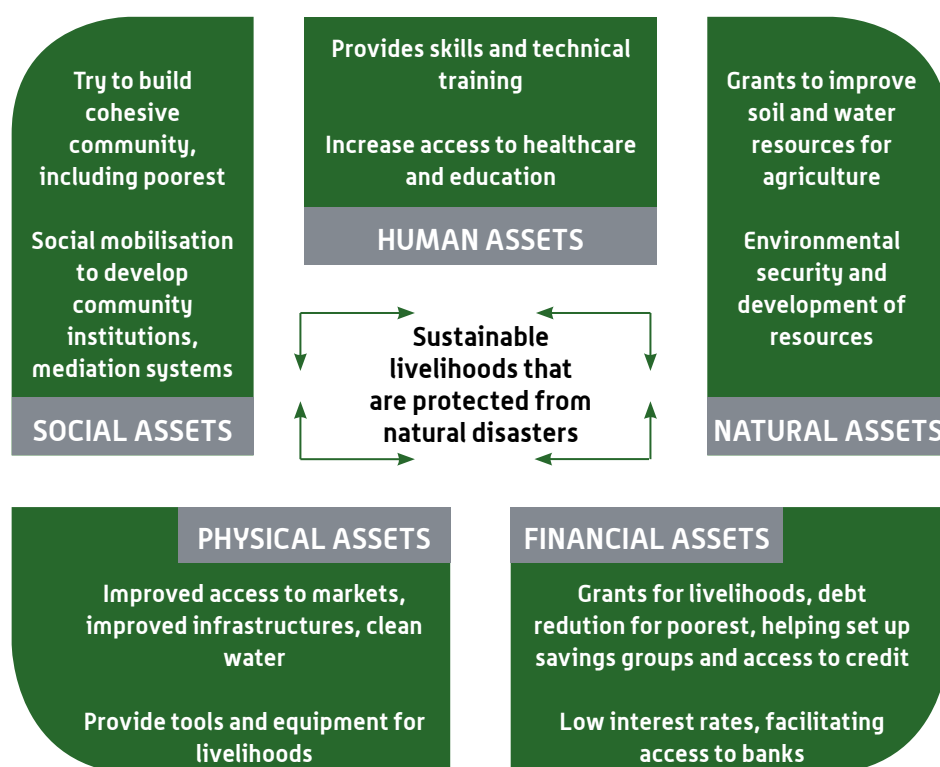 Try to build
cohesive
community,
including poorest
Social mobilisation
to develop
community
institutions,
mediation systems
SOCIAL ASSETS
Provides skills and technical
training
Increase access to healthcare
and education
HUMAN ASSETS
Grants to improve
soil and water
resources for
agriculture
Environmental
security and
development of
resources
NATURAL ASSETS
Sustainable
livelihoods that
are protected from
natural disasters
PHYSICAL ASSETS
Improved access to markets,
improved infrastructures, clean
water
Provide tools and equipment for
livelihoods
FINANCIAL ASSETS
Grants for livelihoods, debt
redution for poorest, helping set up
savings groups and access to credit
Low interest rates, facilitating
access to banks